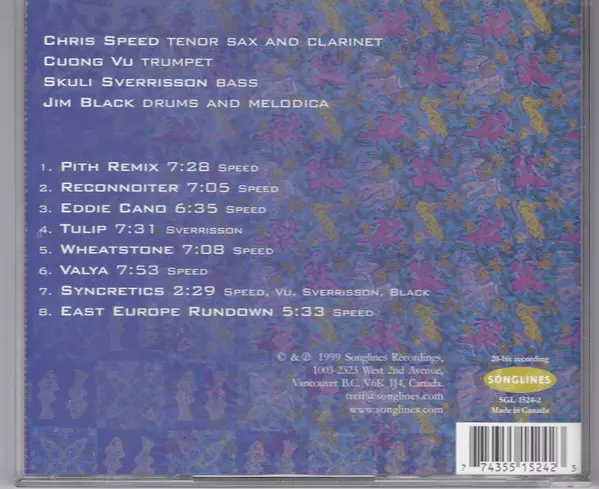 Chris Speed tenor sax and clarinet
Cuong Vu trumpet
Skuli Sverrisson bass
Jim Black drums and melodica
1. Pith Remix 7:28 Speed
2. Reconnoiter 7:05 Speed
3. Eddie Cano 6:35 Speed
4. Tulip 7:31 Sverrisson
5. Wheatstone 7:08 Speed
6. Valya 7:53 Speed
7. Syncretics 2:29 Speed, Vu, Sverrisson, Black
8. East Europe Rundown 5:33 Speed
© & ℗ 1999 Songlines Recordings,
1003-2323 West 2nd Avenue,
Vancouver B.C. V6K 1J4, Canada.
treif@songlines.com
www.songlines.com
20-bit recording
SONGLINES
SGL 1524-2
Made in Canada
7 74355 15242 3